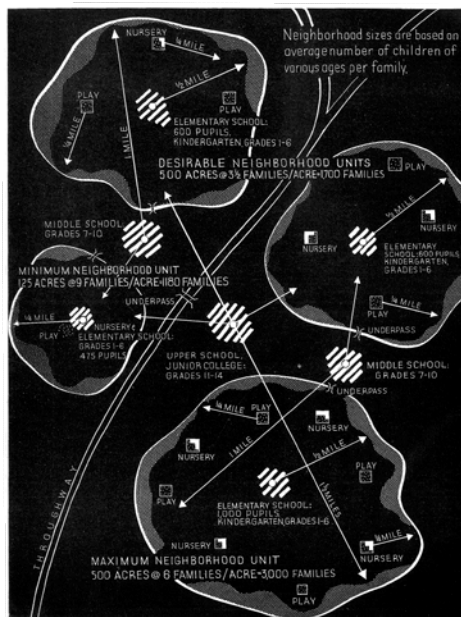 Neighborhood sizes are based on
average number of children of
various ages per family.
NURSERY
¼ MILE
½ MILE
PLAY
PLAY
¼ MILE
1 MILE
ELEMENTARY SCHOOL:
600 PUPILS,
KINDERGARTEN, GRADES 1-6
DESIRABLE NEIGHBORHOOD UNITS
500 ACRES @ 3½ FAMILIES/ACRE=1,700 FAMILIES
MIDDLE SCHOOL:
GRADES 7-10
PLAY
½ MILE
NURSERY
NURSERY
ELEMENTARY
SCHOOL; 600 PUPILS,
KINDERGARTEN,
GRADES 1-6
PLAY
¼ MILE
MINIMUM NEIGHBORHOOD UNIT
125 ACRES @ 9 FAMILIES/ACRE=1180 FAMILIES
UNDERPASS
¼ MILE
PLAY
NURSERY &
ELEMENTARY SCHOOL:
GRADES 1-6
475 PUPILS
UPPER SCHOOL,
JUNIOR COLLEGE:
GRADES 11-14
UNDERPASS
MIDDLE SCHOOL:
GRADES 7-10
UNDERPASS
¼ MILE
PLAY
NURSERY
NURSERY
1 MILE
½ MILE
PLAY
PLAY
1½ MILES
ELEMENTARY SCHOOL:
1,000 PUPILS,
KINDERGARTEN, GRADES 1-6
NURSERY
¼ MILE
NURSERY
MAXIMUM NEIGHBORHOOD UNIT
500 ACRES @ 6 FAMILIES/ACRE=3,000 FAMILIES
PLAY
THROUGHWAY